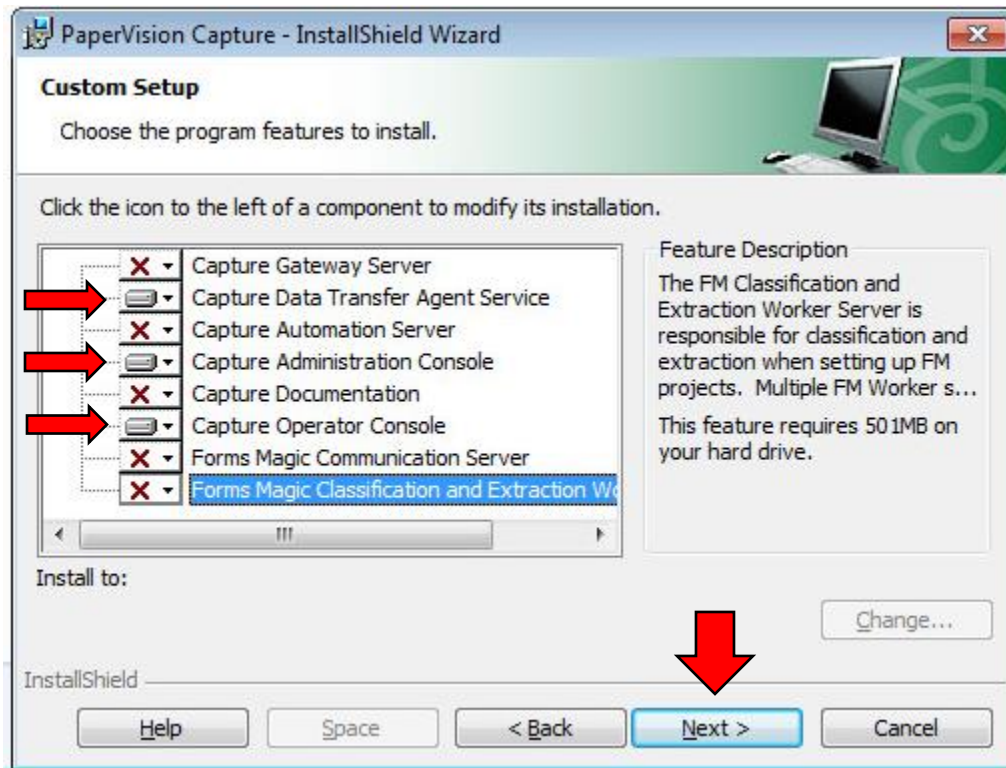 PaperVision Capture - InstallShield Wizard
Custom Setup
Choose the program features to install.
Click the icon to the left of a component to modify its installation.
Capture Gateway Server
Capture Data Transfer Agent Service
Capture Automation Server
Capture Administration Console
Capture Documentation
Capture Operator Console
Forms Magic Communication Server
Forms Magic Classification and Extraction Wo
Feature Description
The FM Classification and
Extraction Worker Server is
responsible for classification and
extraction when setting up FM
projects. Multiple FM Worker s...
This feature requires 501MB on
your hard drive.
Install to:
Change...
InstallShield
Help
Space
< Back
Next >
Cancel